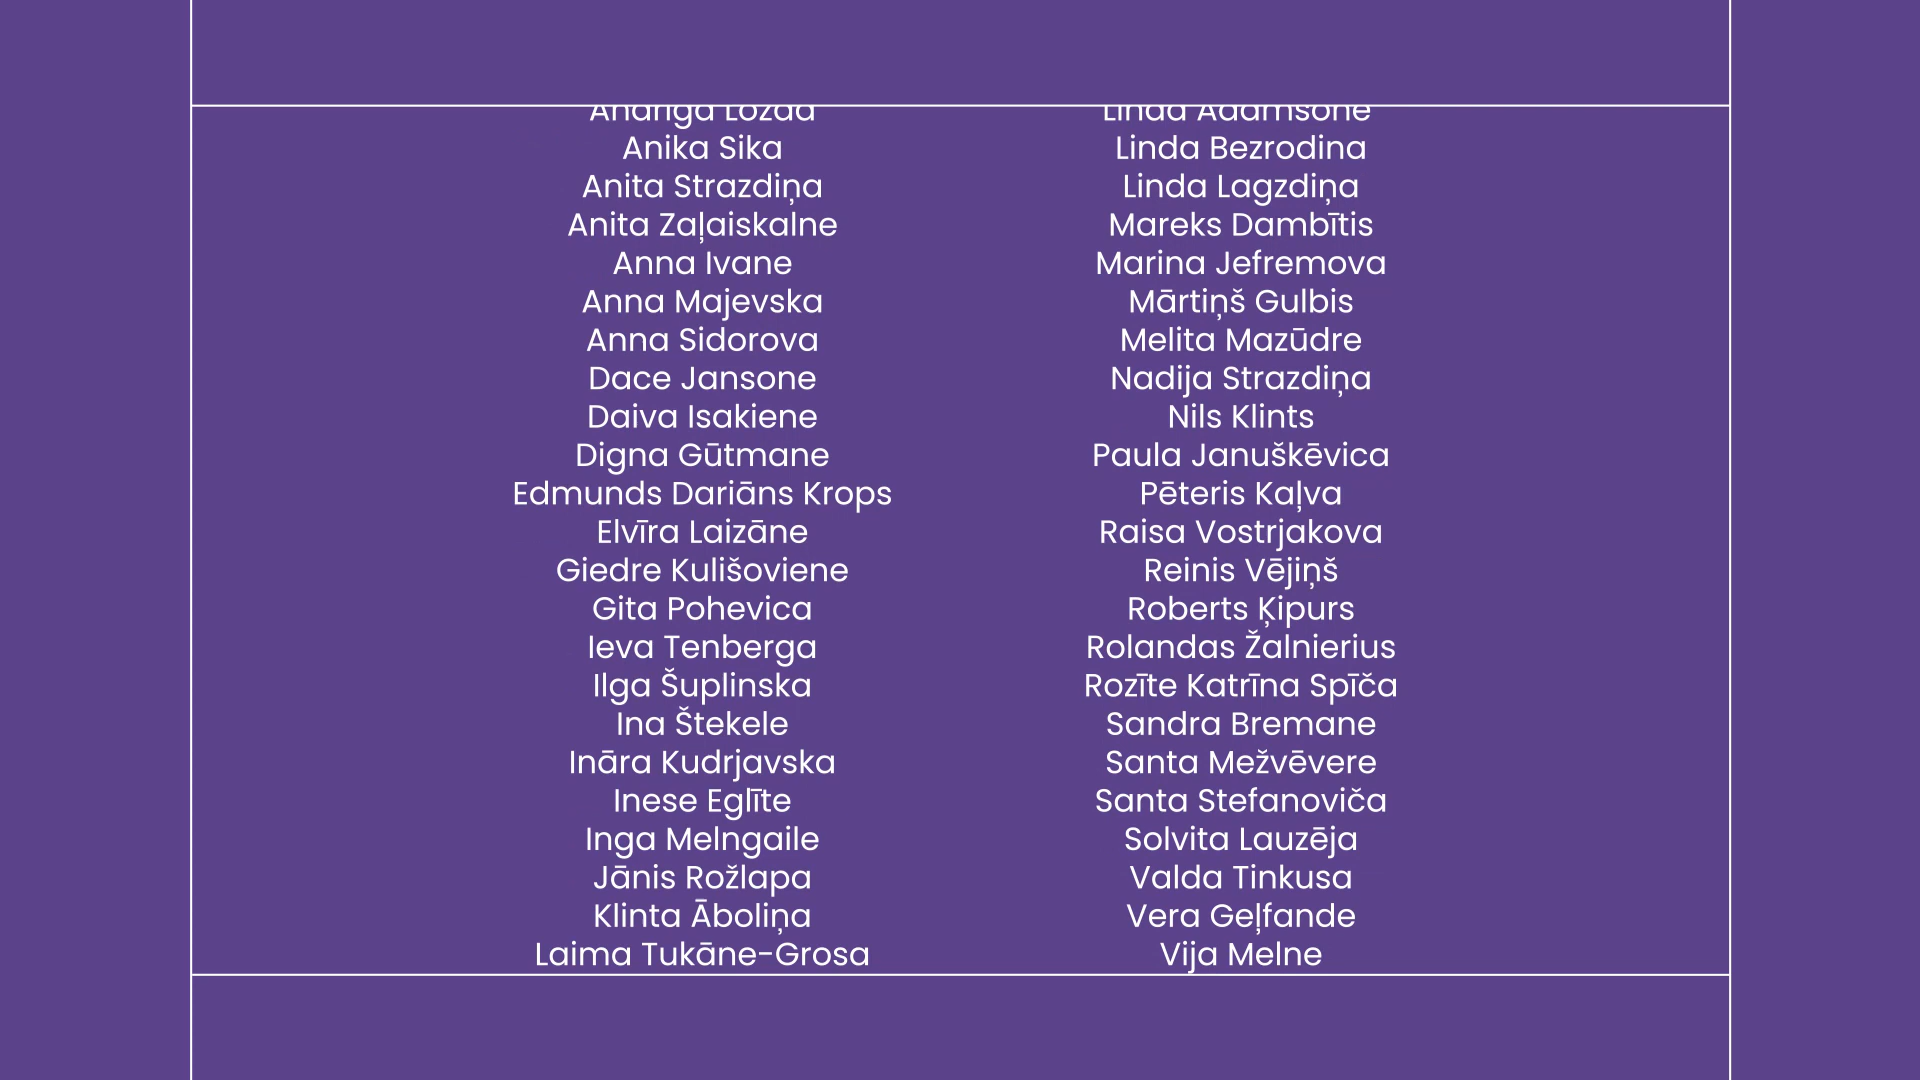 Linda Adamsone
Anika Sika
Anita Strazdiņa
Anita Zaļaiskalne
Anna Ivane
Anna Majevska
Anna Sidorova
Dace Jansone
Daiva Isakiene
Digna Gūtmane
Edmunds Dariāns Krops
Elvīra Laizāne
Giedre Kulišoviene
Gita Pohevica
Ieva Tenberga
Ilga Šuplinska
Ina Štekele
Ināra Kudrjavska
Inese Eglīte
Inga Melngaile
Jānis Rožlapa
Klinta Āboliņa
Laima Tukāne-Grosa
Linda Bezrodina
Linda Lagzdiņa
Mareks Dambītis
Marina Jefremova
Mārtiņš Gulbis
Melita Mazūdre
Nadija Strazdiņa
Nils Klints
Paula Januškēvica
Pēteris Kaļva
Raisa Vostrjakova
Reinis Vējiņš
Roberts Ķipurs
Rolandas Žalnierius
Rozīte Katrīna Spīča
Sandra Bremane
Santa Mežvēvere
Santa Stefanoviča
Solvita Lauzēja
Valda Tinkusa
Vera Geļfande
Vija Melne